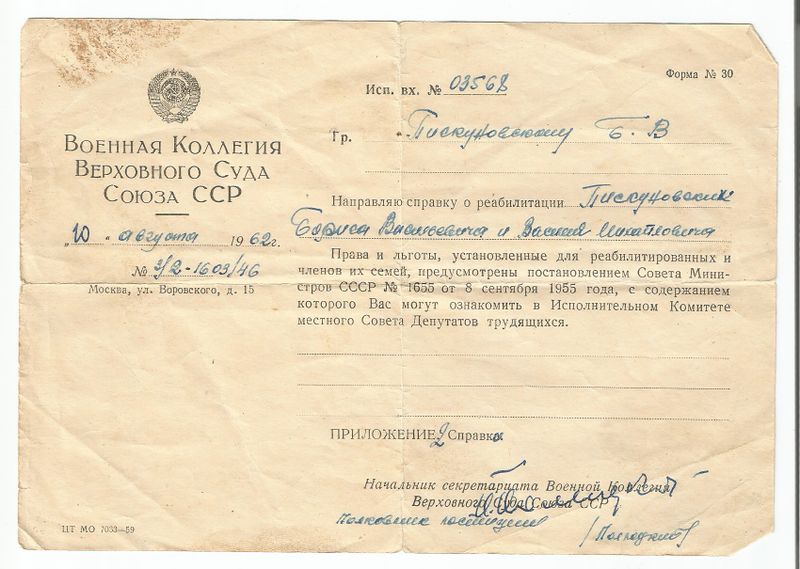 Форма № 30
Исп. вх. № 03568
Военная Коллегия
Верховного Суда
Союза ССР
„10" августа 1962 г.
№ 3/2-1603/46
Москва, ул. Воровского, д. 15
Гр. Пискуновскому Б. В
Направляю справку о реабилитации Пискуновских
Бориса Васильевича и Василия Михайловича
Права и льготы, установленные для реабилитированных и
членов их семей, предусмотрены постановлением Совета Мини-
стров СССР № 1655 от 8 сентября 1955 года, с содержанием
которого Вас могут ознакомить в Исполнительном Комитете
местного Совета Депутатов трудящихся.
ПРИЛОЖЕНИЕ: 2 Справки
Начальник секретариата Военной Коллегии
Верховного Суда Союза ССР
Полковник юстиции
ЦТ МО 7033—59